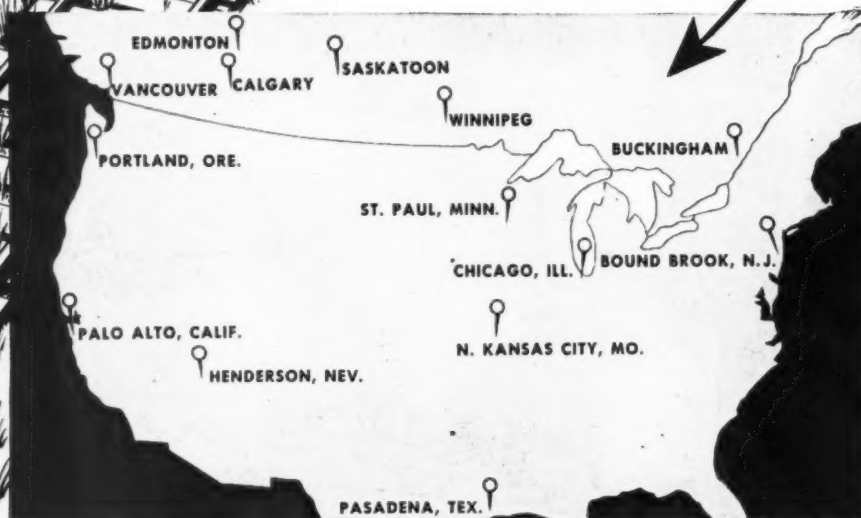 EDMONTON
SASKATOON
VANCOUVER
CALGARY
WINNIPEG
BUCKINGHAM
PORTLAND, ORE.
ST. PAUL, MINN.
CHICAGO, ILL.
BOUND BROOK, N.J.
PALO ALTO, CALIF.
N. KANSAS CITY, MO.
HENDERSON, NEV.
PASADENA, TEX.